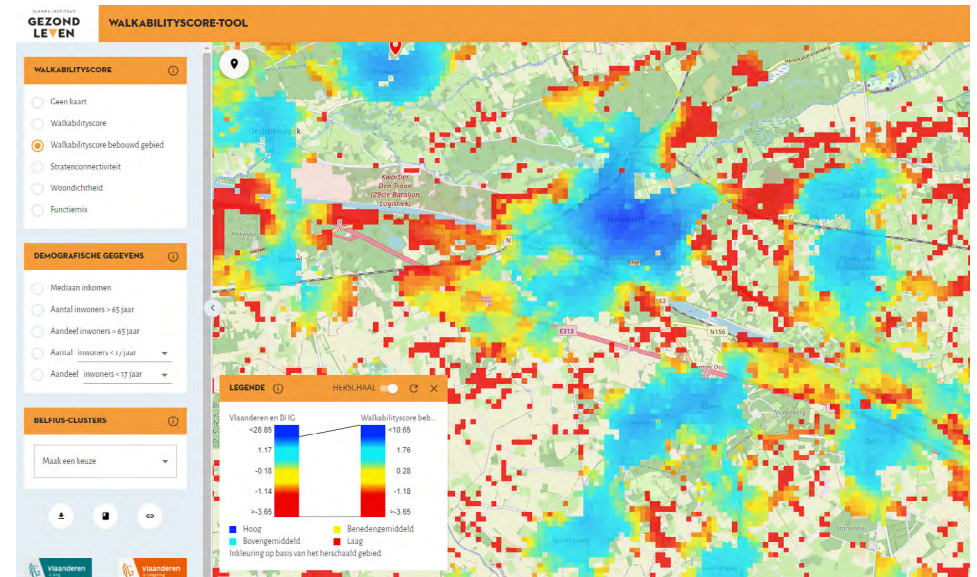 VLAAMS INSTITUUT
GEZOND
LEVEN
WALKABILITYSCORE-TOOL
WALKABILITYSCORE
Geen kaart
Walkabilityscore
Walkabilityscore bebouwd gebied
Stratenconnectiviteit
Woondichtheid
Functiemix
DEMOGRAFISCHE GEGEVENS
Mediaan inkomen
Aantal inwoners > 65 jaar
Aandeel inwoners > 65 jaar
Aantal inwoners < 17 jaar
Aandeel inwoners < 17 jaar
BELFIUS-CLUSTERS
Maak een keuze
Vlaanderen
Vlaanderen
Kwartier
Den Troon
(29ste Bataljon
Logistiek)
E313
N156
LEGENDE
HERSCHAAL
Vlaanderen en BHG
Walkabilityscore beb...
<28.85
<10.65
1.17
1.76
-0.18
0.28
-1.14
-1.18
>-3.65
>-3.65
Hoog
Benedengemiddeld
Bovengemiddeld
Laag
Inkleuring op basis van het herschaald gebied